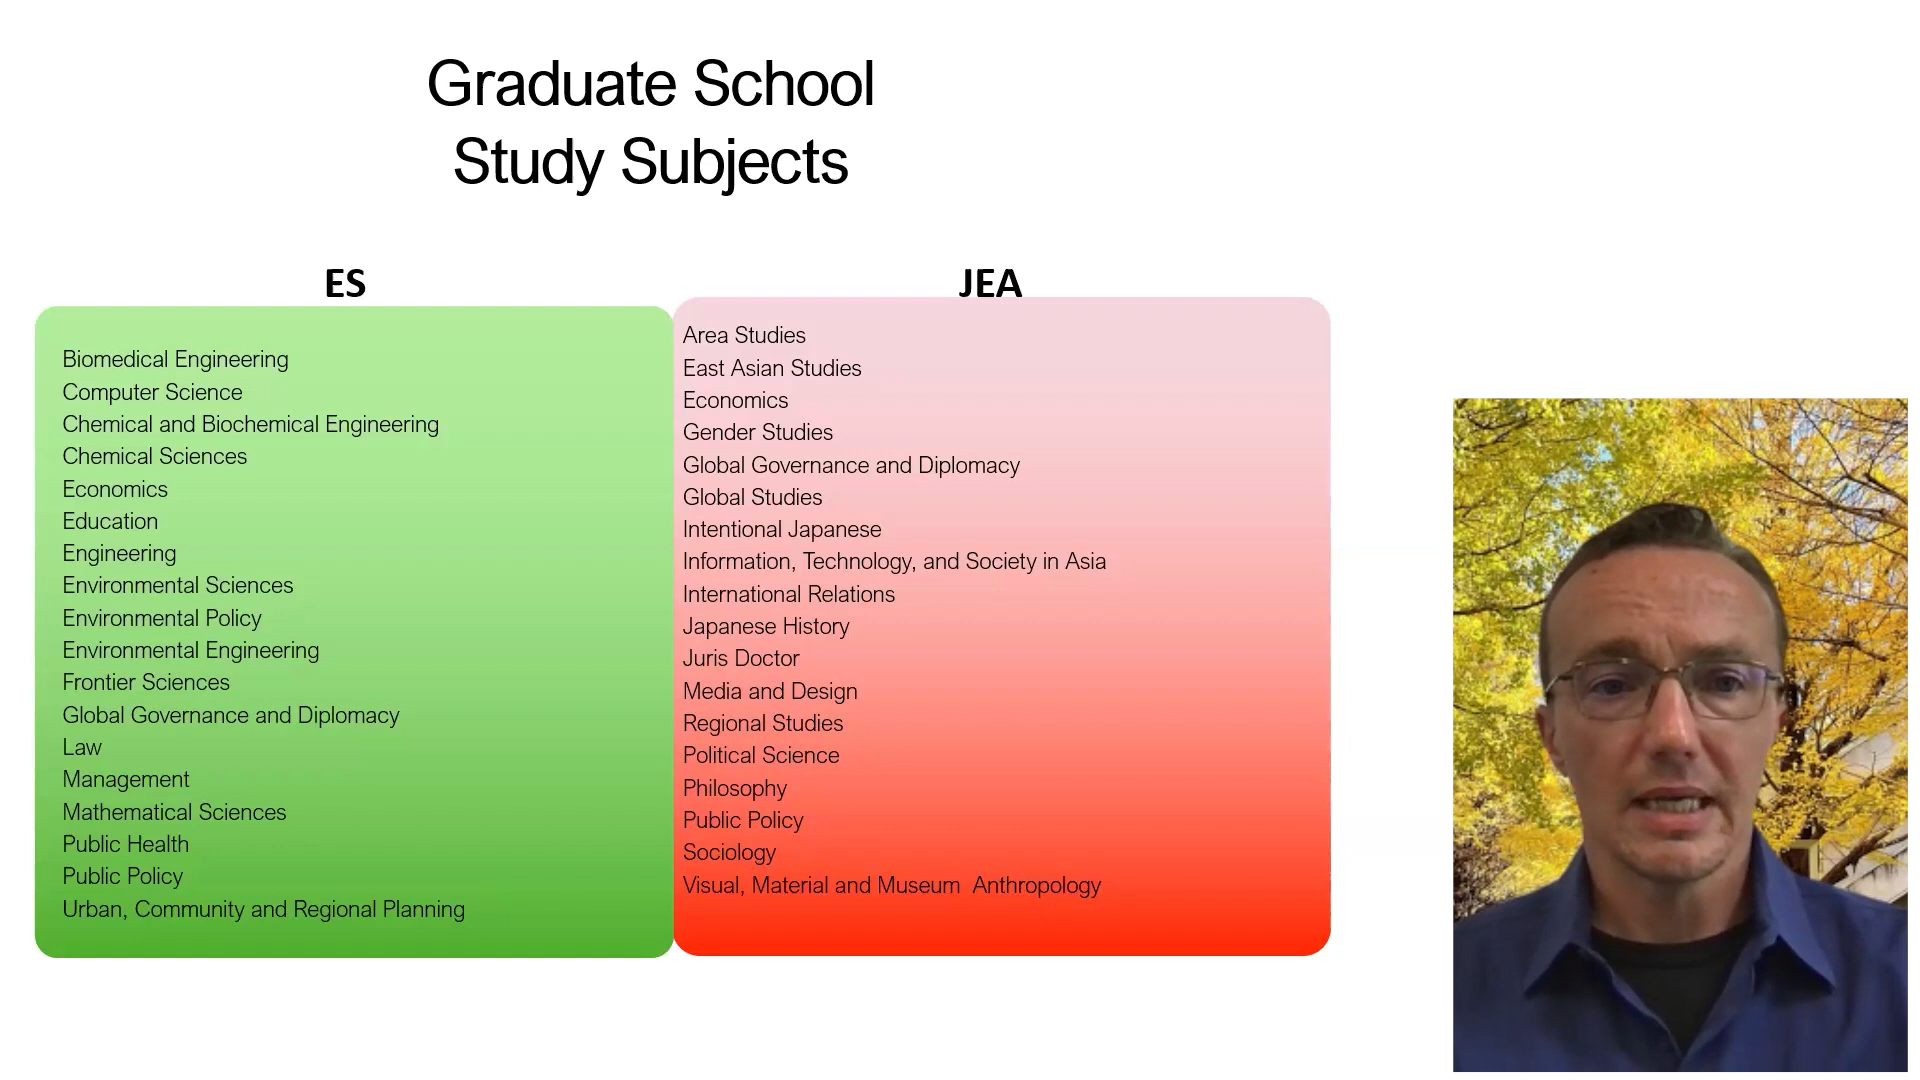 Graduate School
Study Subjects
ES
Biomedical Engineering
Computer Science
Chemical and Biochemical Engineering
Chemical Sciences
Economics
Education
Engineering
Environmental Sciences
Environmental Policy
Environmental Engineering
Frontier Sciences
Global Governance and Diplomacy
Law
Management
Mathematical Sciences
Public Health
Public Policy
Urban, Community and Regional Planning
JEA
Area Studies
East Asian Studies
Economics
Gender Studies
Global Governance and Diplomacy
Global Studies
Intentional Japanese
Information, Technology, and Society in Asia
International Relations
Japanese History
Juris Doctor
Media and Design
Regional Studies
Political Science
Philosophy
Public Policy
Sociology
Visual, Material and Museum  Anthropology